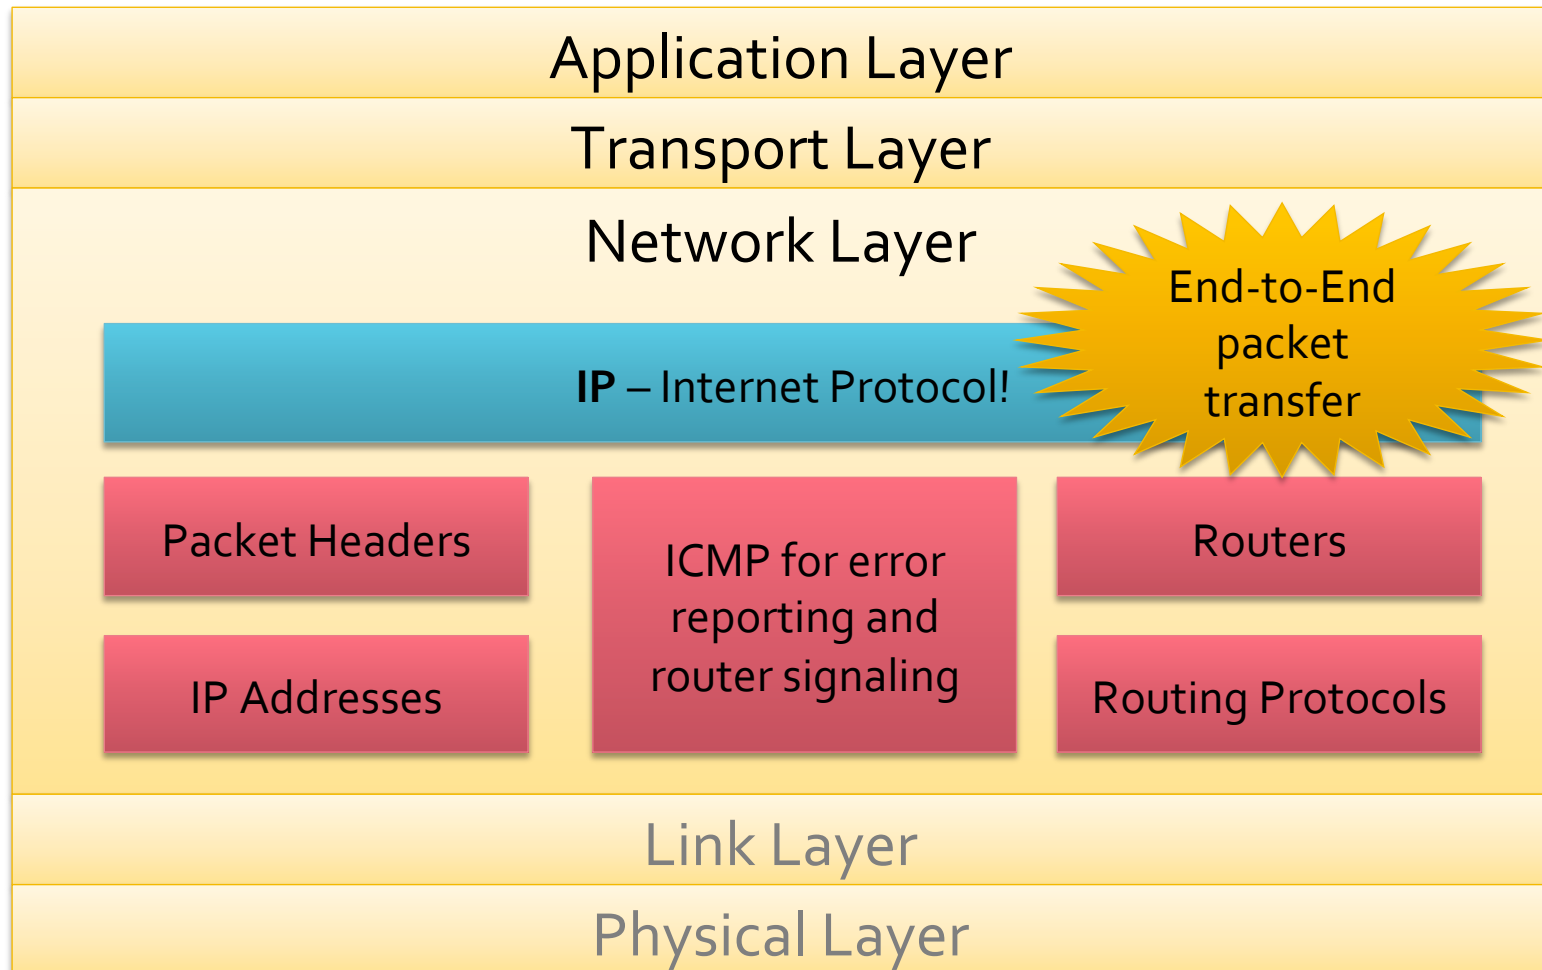 Application Layer
Transport Layer
Network Layer
End-to-End
packet
transfer
IP – Internet Protocol!
Packet Headers
ICMP for error
reporting and
router signaling
Routers
IP Addresses
Routing Protocols
Link Layer
Physical Layer